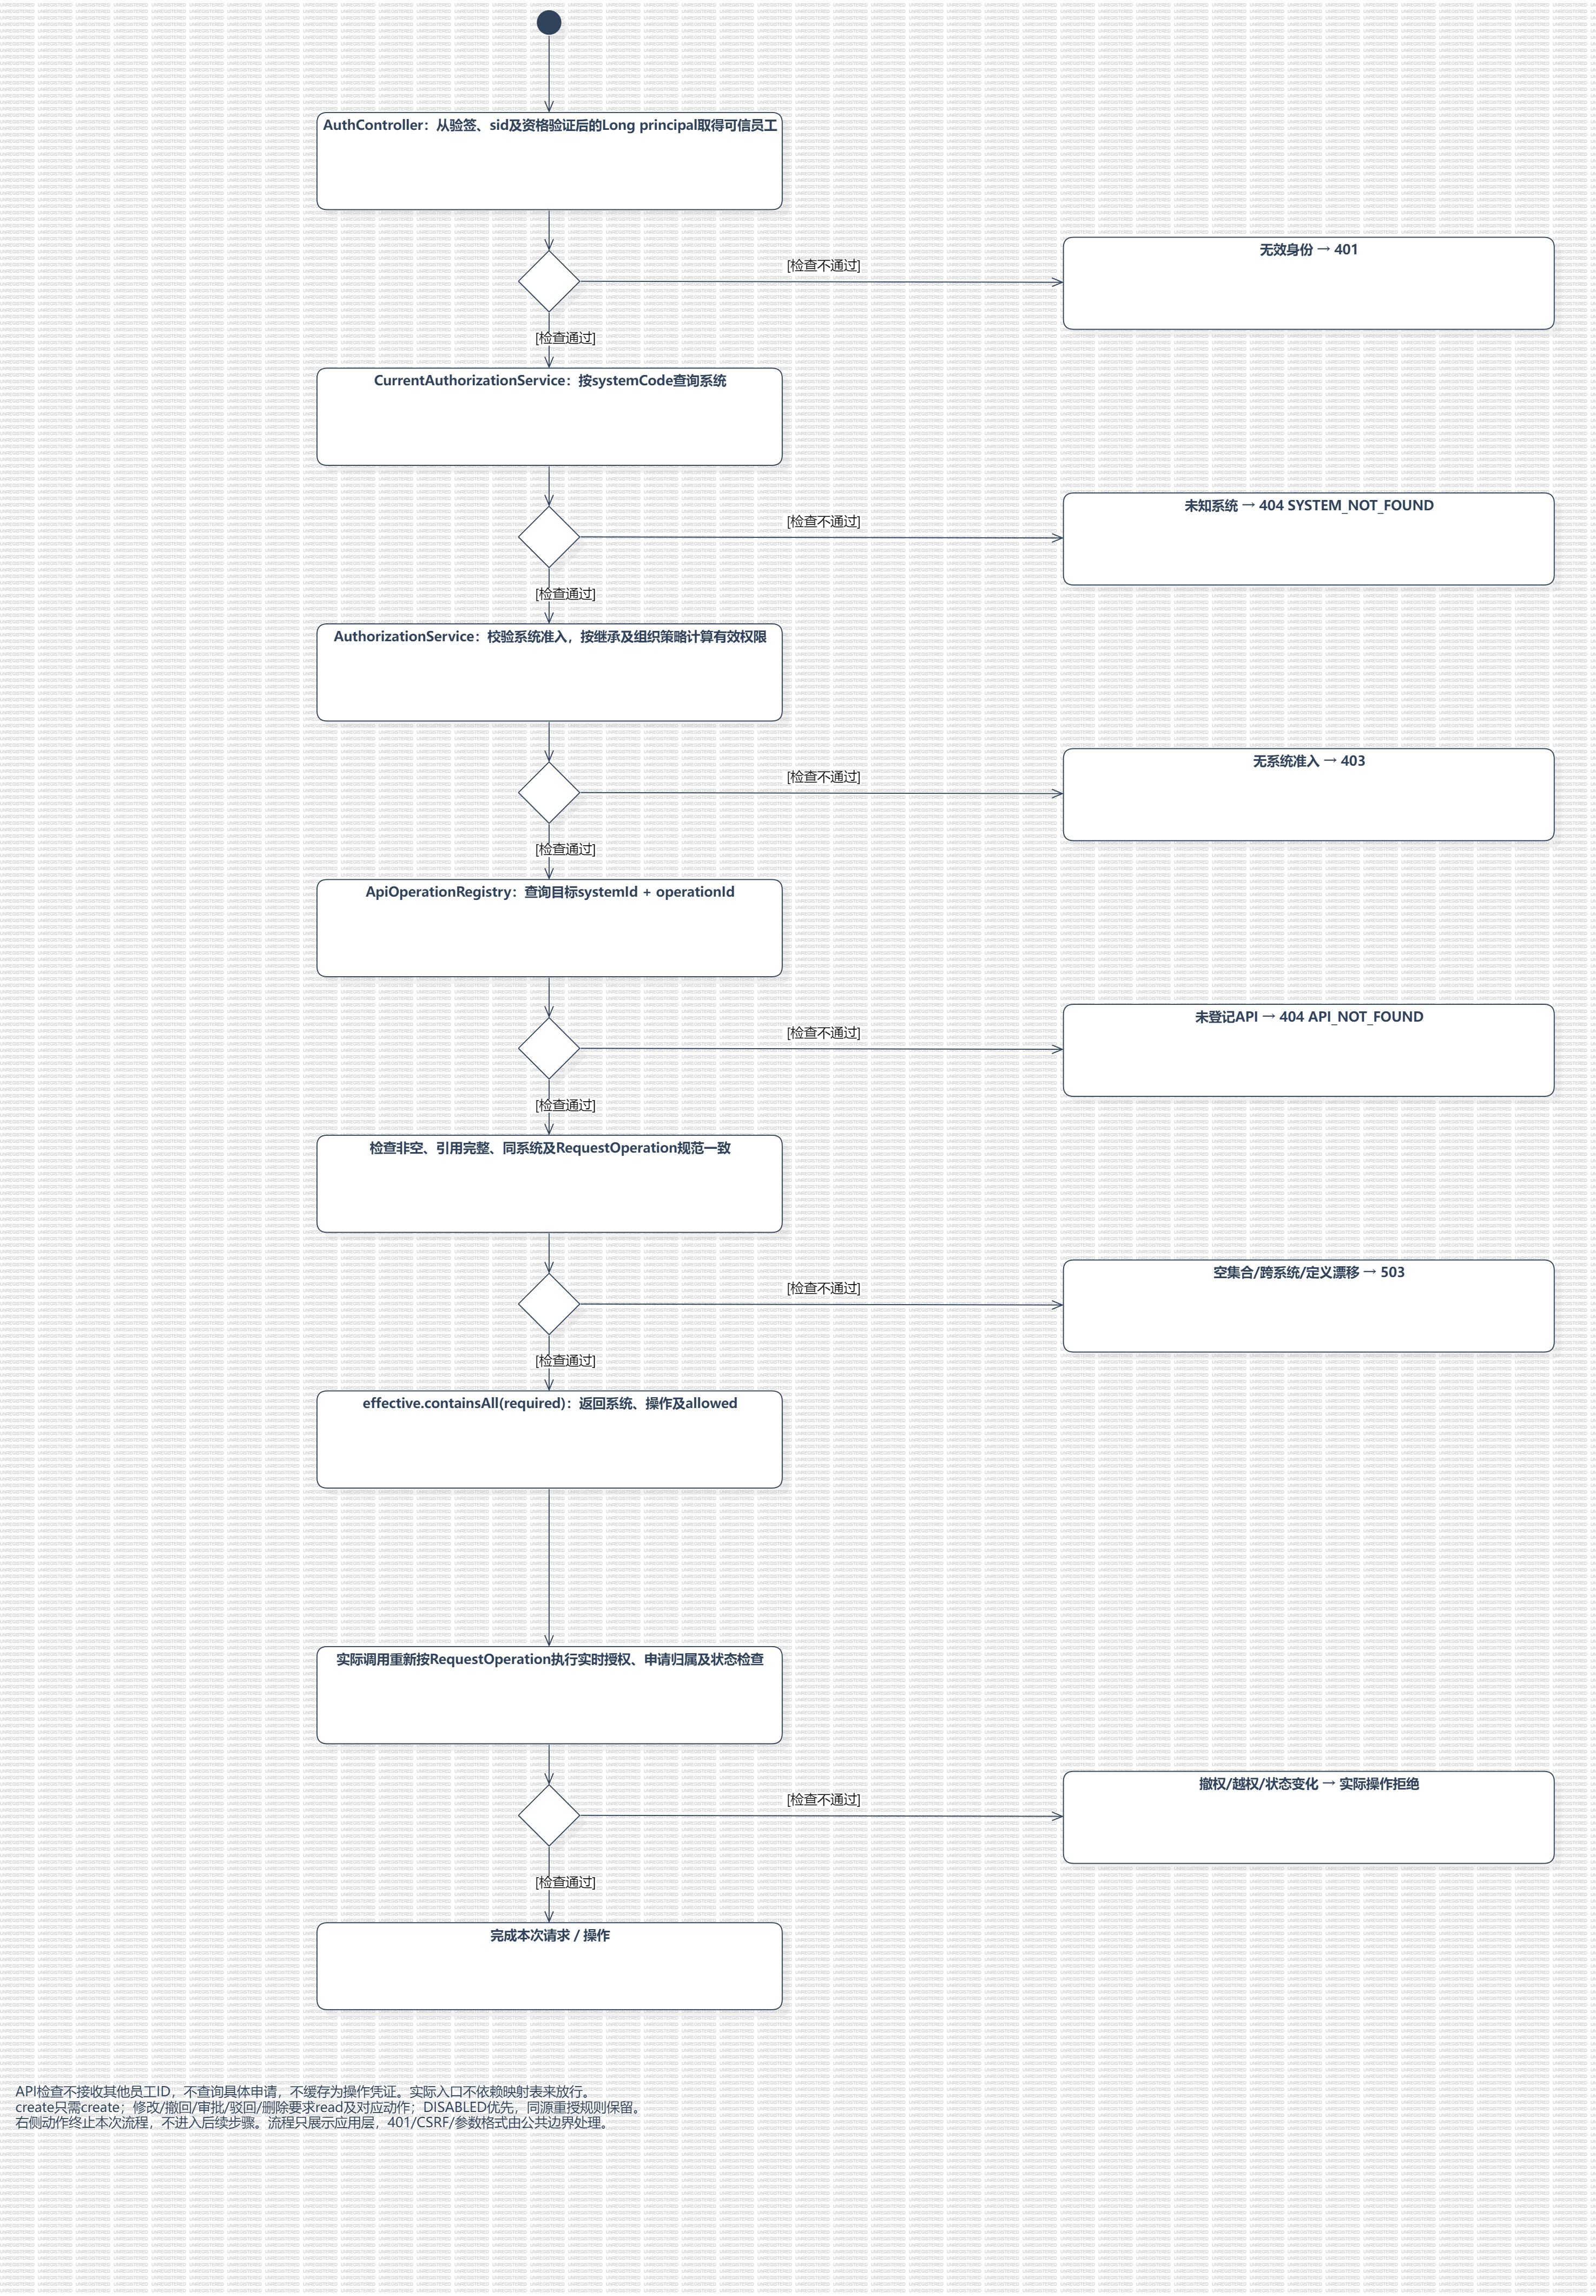 AuthController：从验签、sid及资格验证后的Long principal取得可信员工
无效身份 → 401
[检查不通过]
[检查通过]
CurrentAuthorizationService：按systemCode查询系统
未知系统 → 404 SYSTEM_NOT_FOUND
[检查不通过]
[检查通过]
AuthorizationService：校验系统准入，按继承及组织策略计算有效权限
无系统准入 → 403
[检查不通过]
[检查通过]
ApiOperationRegistry：查询目标systemId + operationId
未登记API → 404 API_NOT_FOUND
[检查不通过]
[检查通过]
检查非空、引用完整、同系统及RequestOperation规范一致
空集合/跨系统/定义漂移 → 503
[检查不通过]
[检查通过]
effective.containsAll(required)：返回系统、操作及allowed
实际调用重新按RequestOperation执行实时授权、申请归属及状态检查
撤权/越权/状态变化 → 实际操作拒绝
[检查不通过]
[检查通过]
完成本次请求 / 操作
API检查不接收其他员工ID，不查询具体申请，不缓存为操作凭证。实际入口不依赖映射表来放行。
create只需create；修改/撤回/审批/驳回/删除要求read及对应动作；DISABLED优先，同源重授规则保留。
右侧动作终止本次流程，不进入后续步骤。流程只展示应用层，401/CSRF/参数格式由公共边界处理。
UNREGISTERED